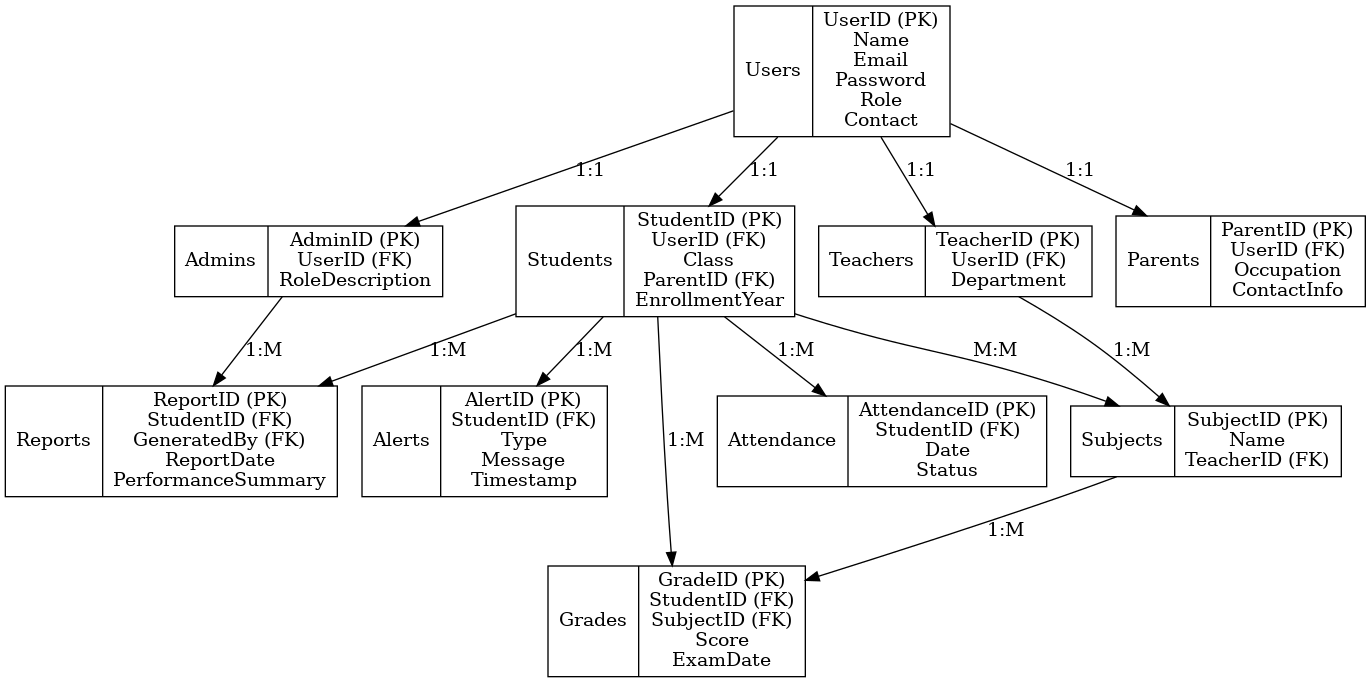 Users
UserID (PK)
Name
Email
Password
Role
Contact
1:1
1:1
1:1
1:1
Admins
AdminID (PK)
UserID (FK)
RoleDescription
Students
StudentID (PK)
UserID (FK)
Class
ParentID (FK)
EnrollmentYear
Teachers
TeacherID (PK)
UserID (FK)
Department
Parents
ParentID (PK)
UserID (FK)
Occupation
ContactInfo
1:M
1:M
1:M
1:M
M:M
1:M
Reports
ReportID (PK)
StudentID (FK)
GeneratedBy (FK)
ReportDate
PerformanceSummary
Alerts
AlertID (PK)
StudentID (FK)
Type
Message
Timestamp
1:M
Attendance
AttendanceID (PK)
StudentID (FK)
Date
Status
Subjects
SubjectID (PK)
Name
TeacherID (FK)
1:M
Grades
GradeID (PK)
StudentID (FK)
SubjectID (FK)
Score
ExamDate